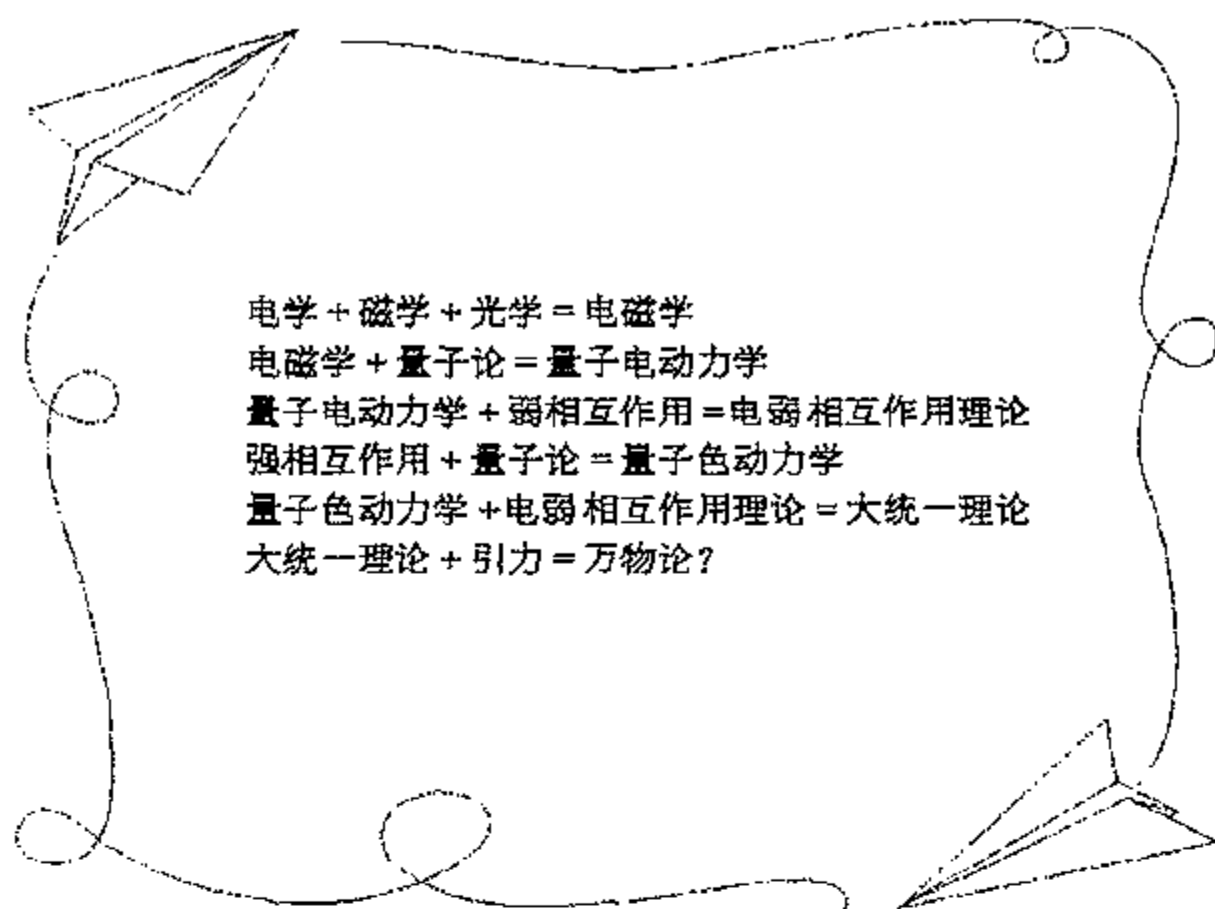 电学+磁学+光学=电磁学
电磁学+量子论=量子电动力学
量子电动力学+弱相互作用=电弱相互作用理论
强相互作用+量子论=量子色动力学
量子色动力学+电弱相互作用理论=大统一理论
大统一理论+引力=万物论?